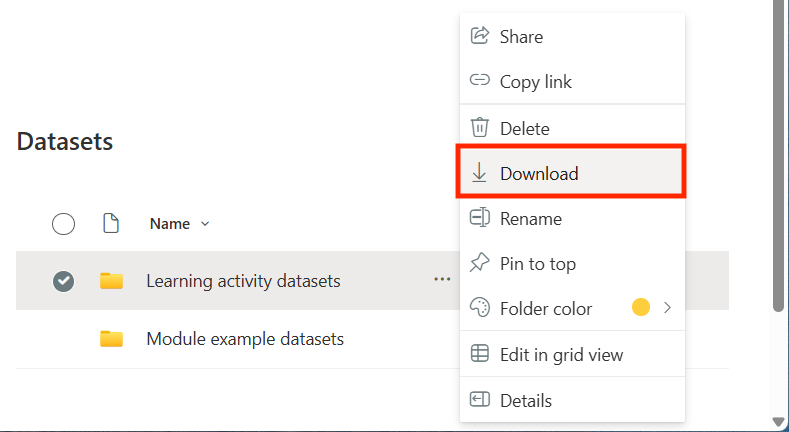 Share
Copy link
Datasets
Delete
Download
Name
Rename
Pin to top
Learning activity datasets
Folder color
Module example datasets
Edit in grid view
Details